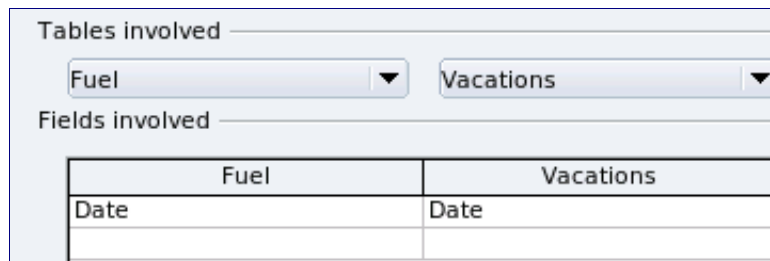 Tables involved
Fuel Vacations
Fields involved
Fuel Vacations
Date Date